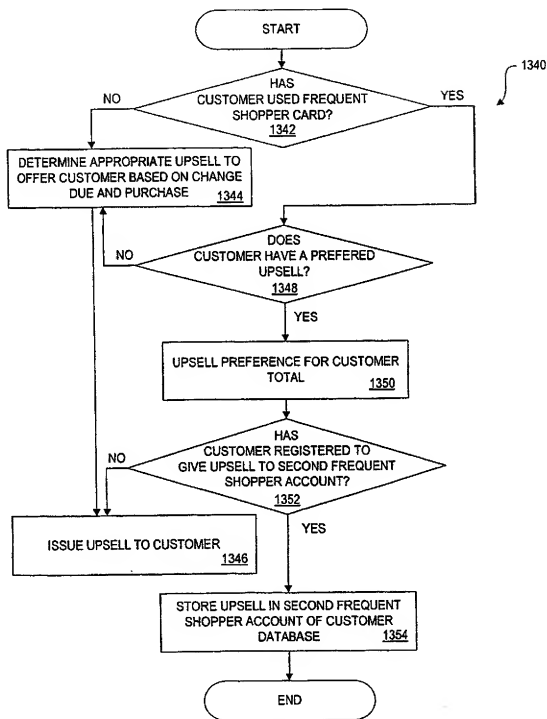 START
1340
HAS
CUSTOMER USED FREQUENT
SHOPPER CARD?
1342
NO
YES
DETERMINE APPROPRIATE UPSELL TO
OFFER CUSTOMER BASED ON CHANGE
DUE AND PURCHASE
1344
DOES
CUSTOMER HAVE A PREFERED
UPSELL?
1348
NO
YES
UPSELL PREFERENCE FOR CUSTOMER
TOTAL
1350
HAS
CUSTOMER REGISTERED TO
GIVE UPSELL TO SECOND FREQUENT
SHOPPER ACCOUNT?
1352
NO
YES
ISSUE UPSELL TO CUSTOMER
1346
STORE UPSELL IN SECOND FREQUENT
SHOPPER ACCOUNT OF CUSTOMER
DATABASE
1354
END